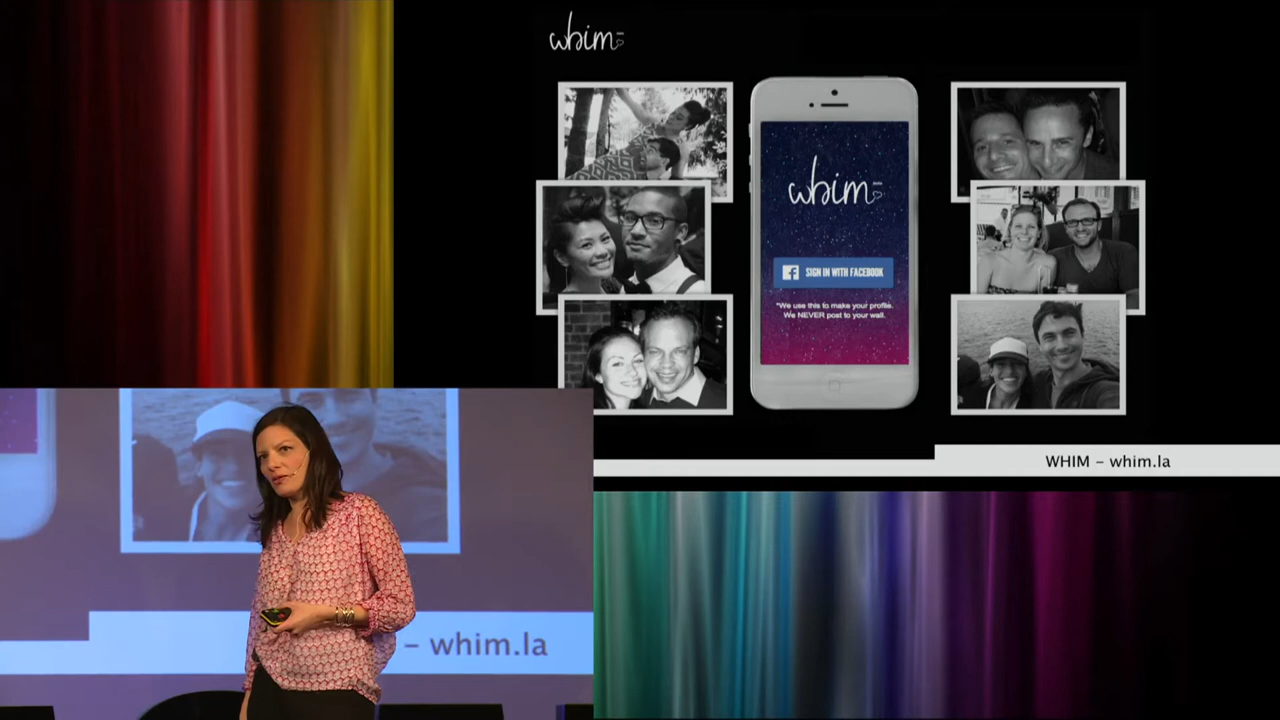 whim
whim
SIGN IN WITH FACEBOOK
*We use this to make your profile.
We NEVER post to your wall.
WHIM – whim.la
– whim.la